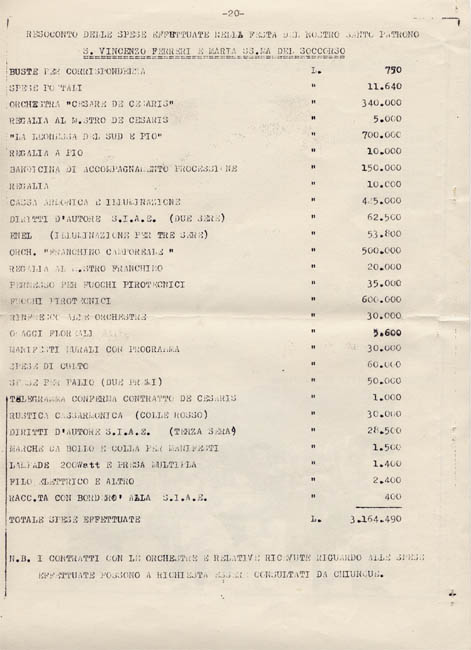 -20-
RESOCONTO DELLE SPESE EFFETTUATE NELLA FESTA DEL NOSTRO SANTO PATRONO
S. VINCENZO FERRERI E MARIA SS.MA DEL SOCCORSO
BUSTE PER CORRISPONDENZA L. 750
SPESE POSTALI " 11.640
ORCHESTRA "CESARE DE CESARIS" " 340.000
REGALIA AL M.STRO DE CESARIS " 5.000
"LA LEONESSA DEL SUD E PIO" " 700.000
REGALIA A PIO " 10.000
BANDICINA DI ACCOMPAGNAMENTO PROCESSIONE " 150.000
REGALIA " 10.000
CASSA ARMONICA E ILLUMINAZIONE " 425.000
DIRITTI D'AUTORE S.I.A.E. (DUE SERE) " 62.500
ENEL (ILLUMINAZIONE PER TRE SERE) " 53.800
ORCH. "FRANCHINO CAMPOREALE " " 500.000
REGALIA AL M.STRO FRANCHINO " 20.000
PERMESSO PER FUOCHI PIROTECNICI " 35.000
FUOCHI PIROTECNICI " 600.000
RINFRESCO ALLE ORCHESTRE " 30.000
OMAGGI FLOREALI " 5.600
MANIFESTI MURALI CON PROGRAMMA " 30.000
SPESE DI CULTO " 60.000
SPESE PER PALIO (DUE PREMI) " 50.000
TELEGRAMMA CONFERMA CONTRATTO DE CESARIS " 1.000
RUSTICA CASSARMONICA (COLLE ROSSO) " 30.000
DIRITTI D'AUTORE S.I.A.E. (TERZA SERA) " 28.500
MARCHE DA BOLLO E COLLA PER MANIFESTI " 1.500
LAMPADE 200Watt E PRESA MULTIPLA " 1.400
FILO ELETTRICO E ALTRO " 2.400
RACC.TA CON BORDERO' ALLA S.I.A.E. " 400
TOTALE SPESE EFFETTUATE L. 3.164.490
N.B. I CONTRATTI CON LE ORCHESTRE E RELATIVE RICEVUTE RIGUARDO ALLE SPESE
EFFETTUATE POSSONO A RICHIESTA ESSERE CONSULTATI DA CHIUNQUE.